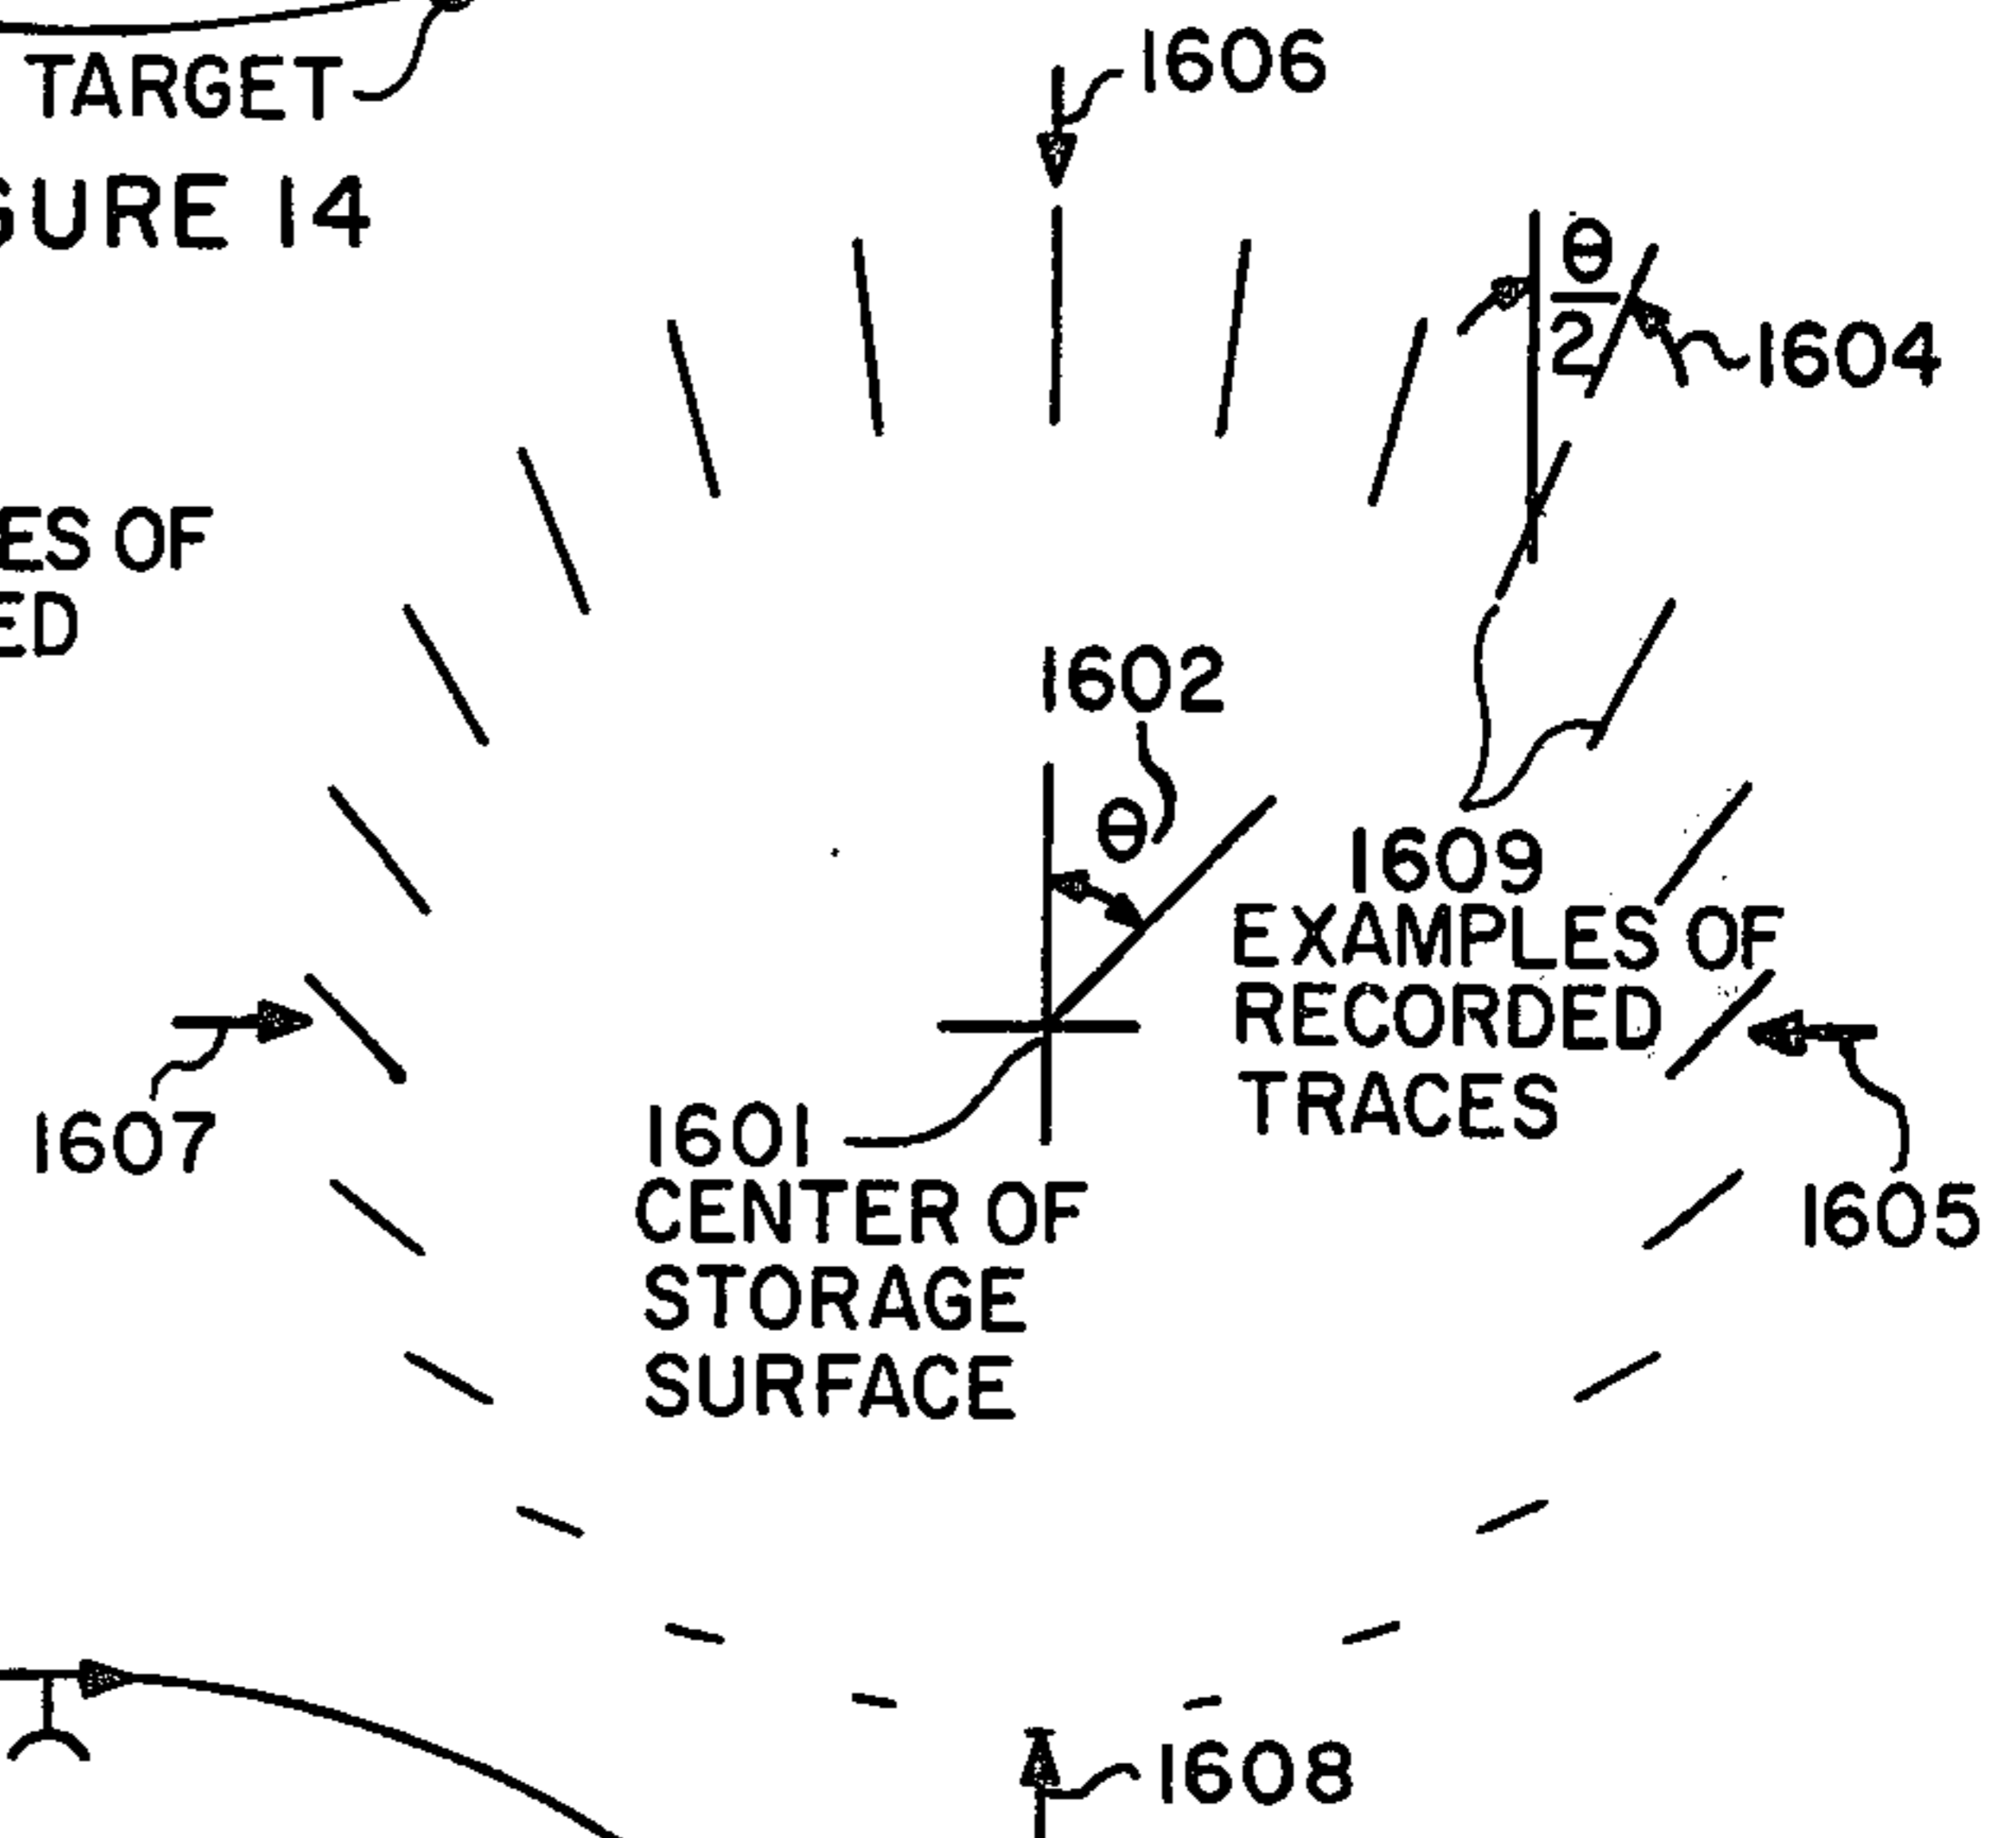 TARGET
GURE 14
1606
θ
2
1604
ES OF
ED
1602
θ
1609
EXAMPLES OF
RECORDED
TRACES
1607
1601
CENTER OF
STORAGE
SURFACE
1605
1608